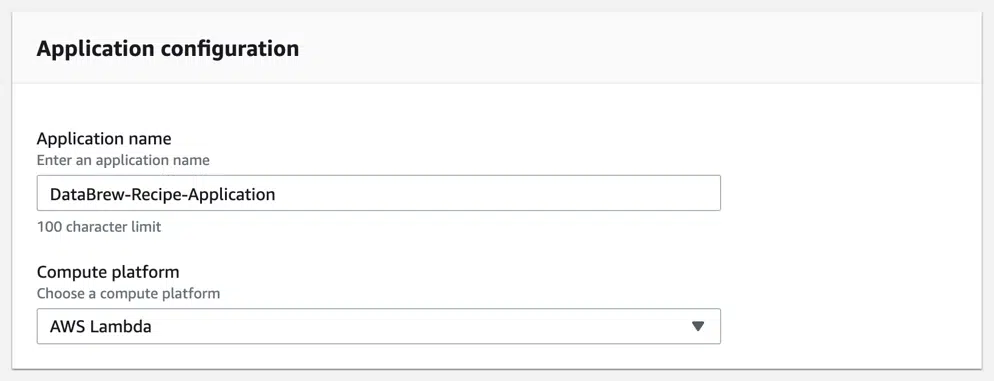 Application configuration
Application name
Enter an application name
DataBrew-Recipe-Application
100 character limit
Compute platform
Choose a compute platform
AWS Lambda